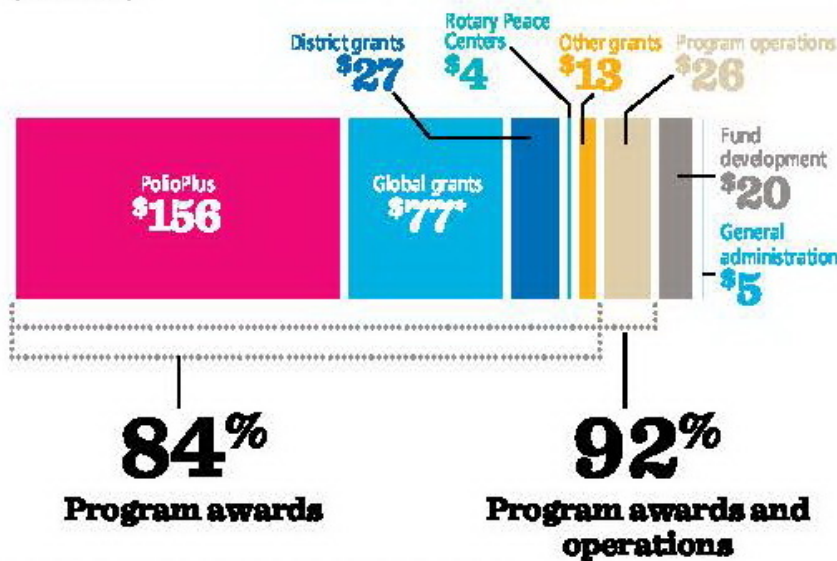 District grants
$27
Rotary Peace
Centers
$4
Other grants
$13
Program operations
$26
PolioPlus
$156
Global grants
$77*
Fund
development
$20
General
administration
$5
84%
Program awards
92%
Program awards and
operations